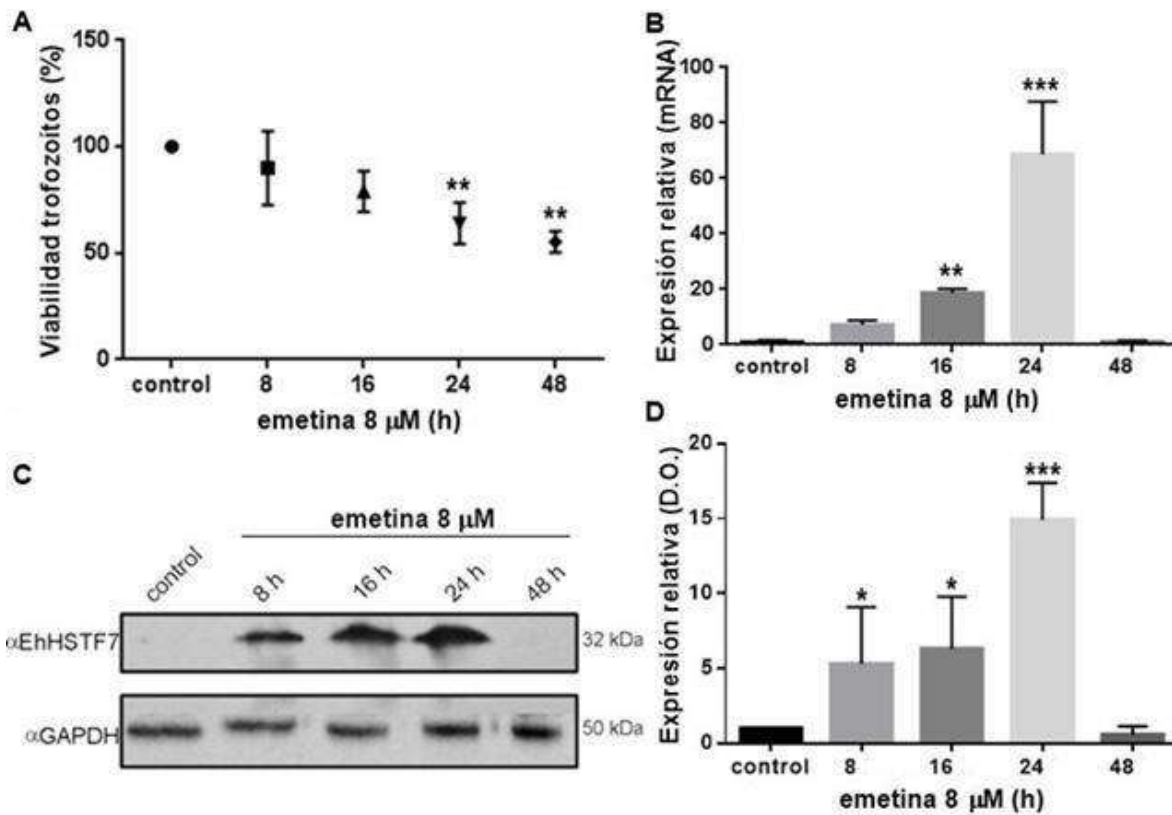 A
Viabilidad trofozoítos (%)
150
100
50
0
**
**
control 8 16 24 48
emetina 8 µM (h)
B
Expresión relativa (mRNA)
100
80
60
40
20
0
**
***
control 8 16 24 48
emetina 8 µM (h)
C
emetina 8 µM
control 8 h 16 h 24 h 48 h
αEhHSTF7 32 kDa
αGAPDH 50 kDa
D
Expresión relativa (D.O.)
20
15
10
5
0
*
*
***
control 8 16 24 48
emetina 8 µM (h)